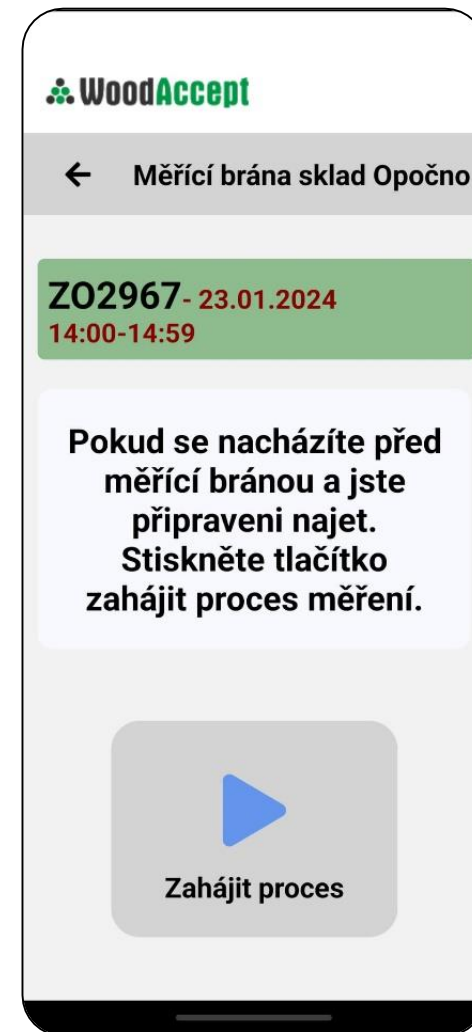 WoodAccept
Měřící brána sklad Opočno
ZO2967- 23.01.2024
14:00-14:59
Pokud se nacházíte před
měřící bránou a jste
připraveni najet.
Stiskněte tlačítko
zahájit proces měření.
Zahájit proces